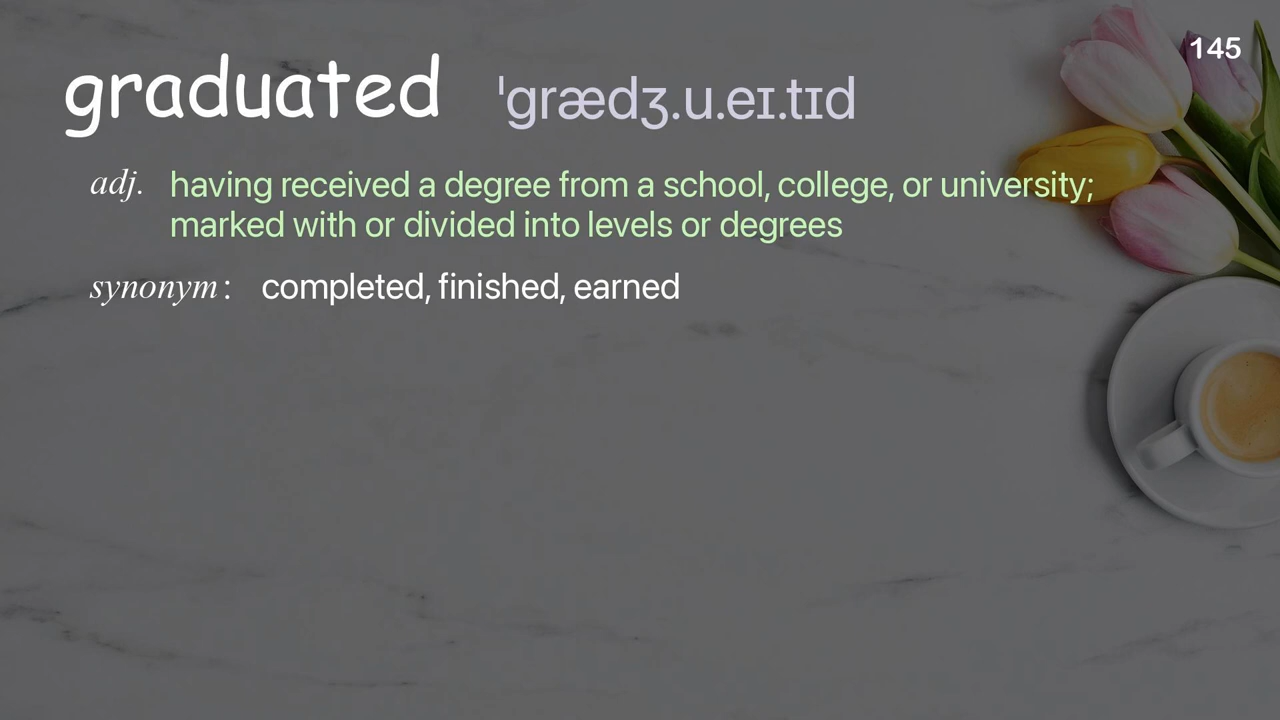 145
graduated ˈɡrædʒ.u.eɪ.tɪd
adj. having received a degree from a school, college, or university;
marked with or divided into levels or degrees
synonym: completed, finished, earned